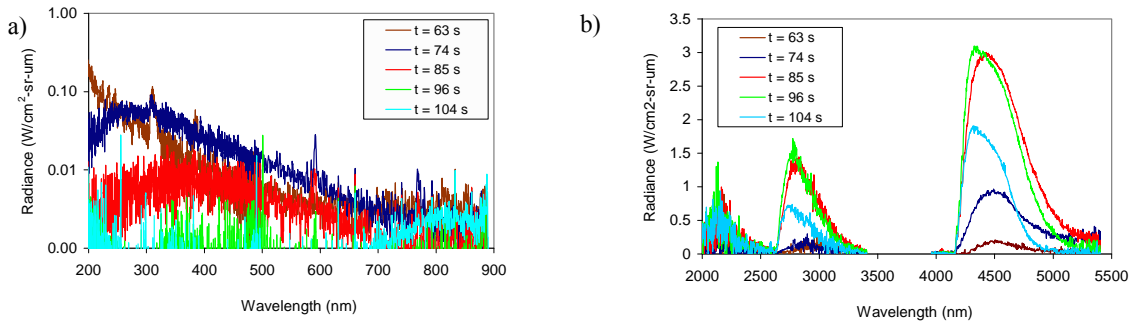 a)
Radiance (W/cm²-sr-um)
1.00
0.10
0.01
0.00
t = 63 s
t = 74 s
t = 85 s
t = 96 s
t = 104 s
200 300 400 500 600 700 800 900
Wavelength (nm)
b)
Radiance (W/cm2-sr-um)
3.5
3
2.5
2
1.5
1
0.5
0
t = 63 s
t = 74 s
t = 85 s
t = 96 s
t = 104 s
2000 2500 3000 3500 4000 4500 5000 5500
Wavelength (nm)